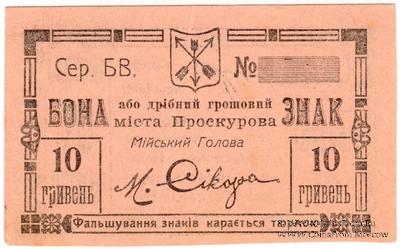 Сер. БВ. №
БОНА або дрібний грошовий ЗНАК
міста Проскурова
Мійський Голова
10 гривень М. Сікора 10 гривень
Фальшування знаків карається